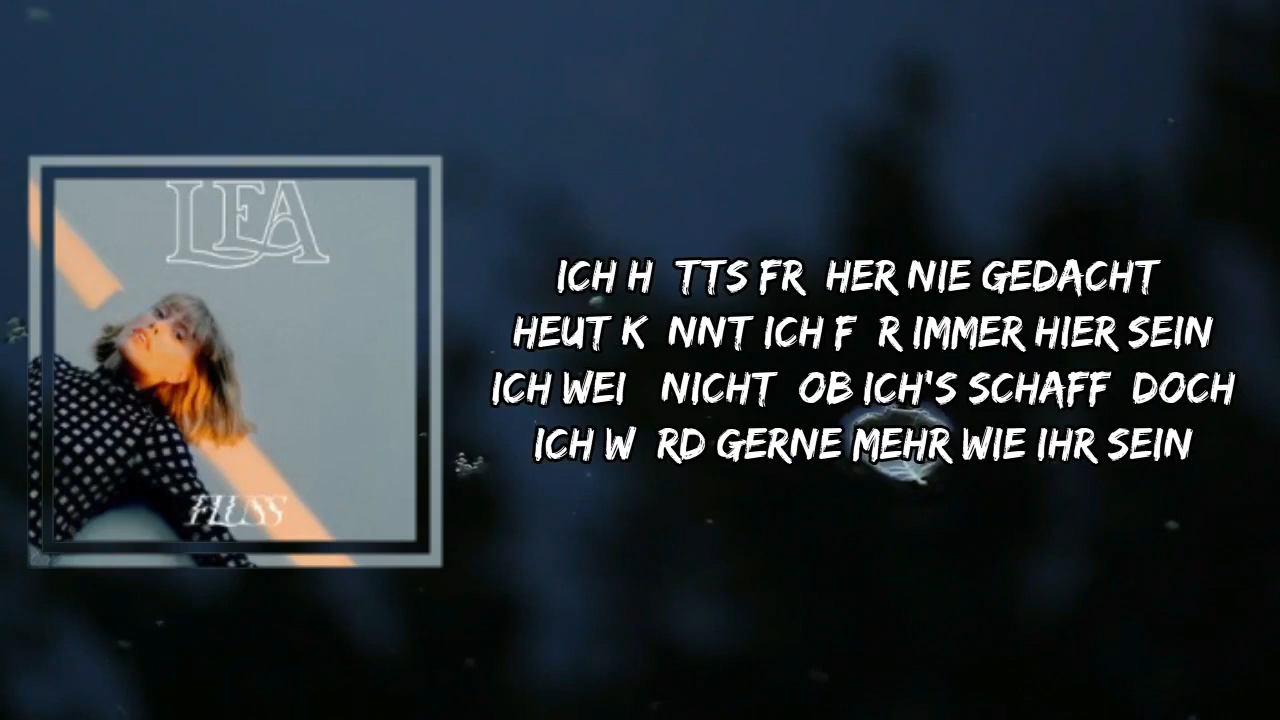 LEA
FLUSS
ICH H TTS FR HER NIE GEDACHT
HEUT K NNT ICH F R IMMER HIER SEIN
ICH WEI NICHT OB ICH'S SCHAFF DOCH
ICH W RD GERNE MEHR WIE IHR SEIN